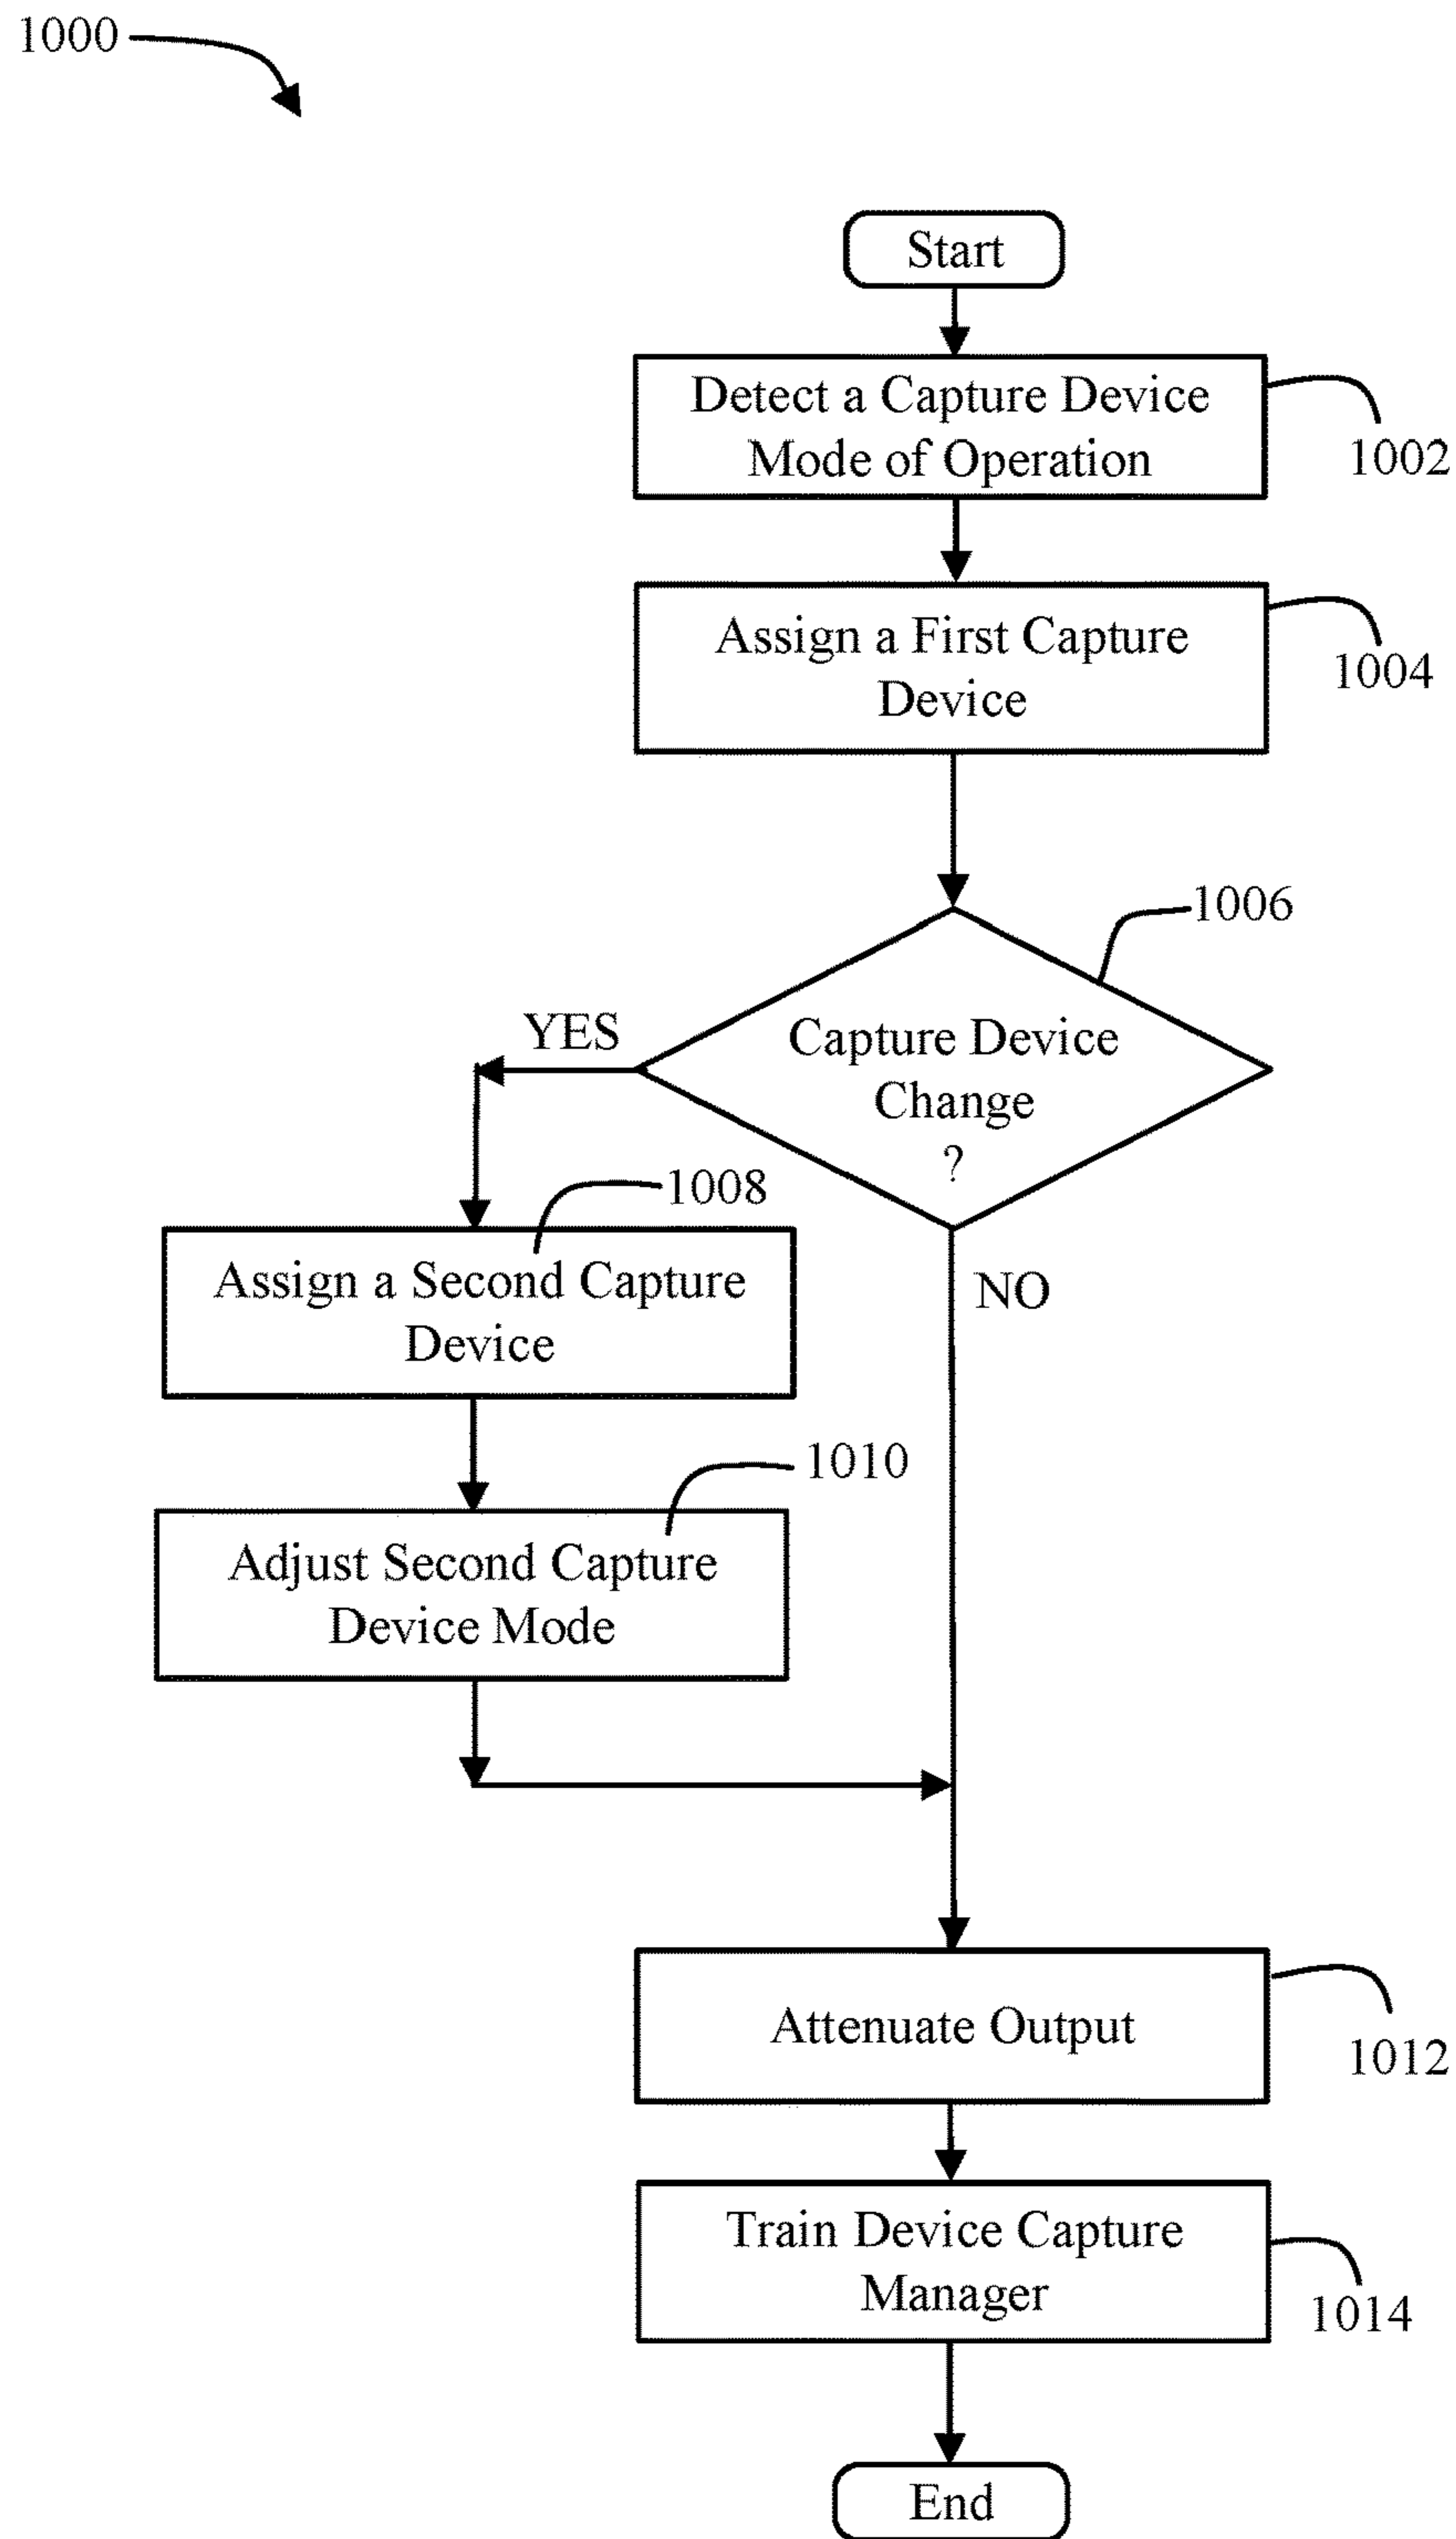 1000
Start
Detect a Capture Device
Mode of Operation
1002
Assign a First Capture
Device
1004
1006
YES
Capture Device
Change
?
1008
Assign a Second Capture
Device
NO
1010
Adjust Second Capture
Device Mode
Attenuate Output
1012
Train Device Capture
Manager
1014
End